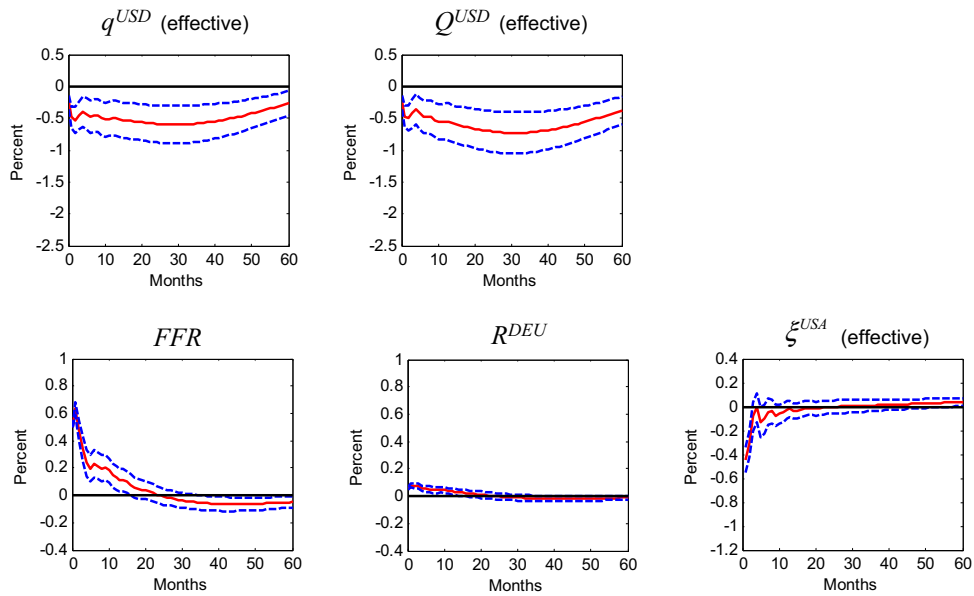 q^{USD} (effective)
0.5
0
-0.5
-1
-1.5
-2
-2.5
Percent
0 10 20 30 40 50 60
Months
Q^{USD} (effective)
0.5
0
-0.5
-1
-1.5
-2
-2.5
Percent
0 10 20 30 40 50 60
Months
FFR
1
0.8
0.6
0.4
0.2
0
-0.2
-0.4
Percent
0 10 20 30 40 50 60
Months
R^{DEU}
1
0.8
0.6
0.4
0.2
0
-0.2
-0.4
Percent
0 10 20 30 40 50 60
Months
ξ^{USA} (effective)
0.4
0.2
0
-0.2
-0.4
-0.6
-0.8
-1
-1.2
Percent
0 10 20 30 40 50 60
Months